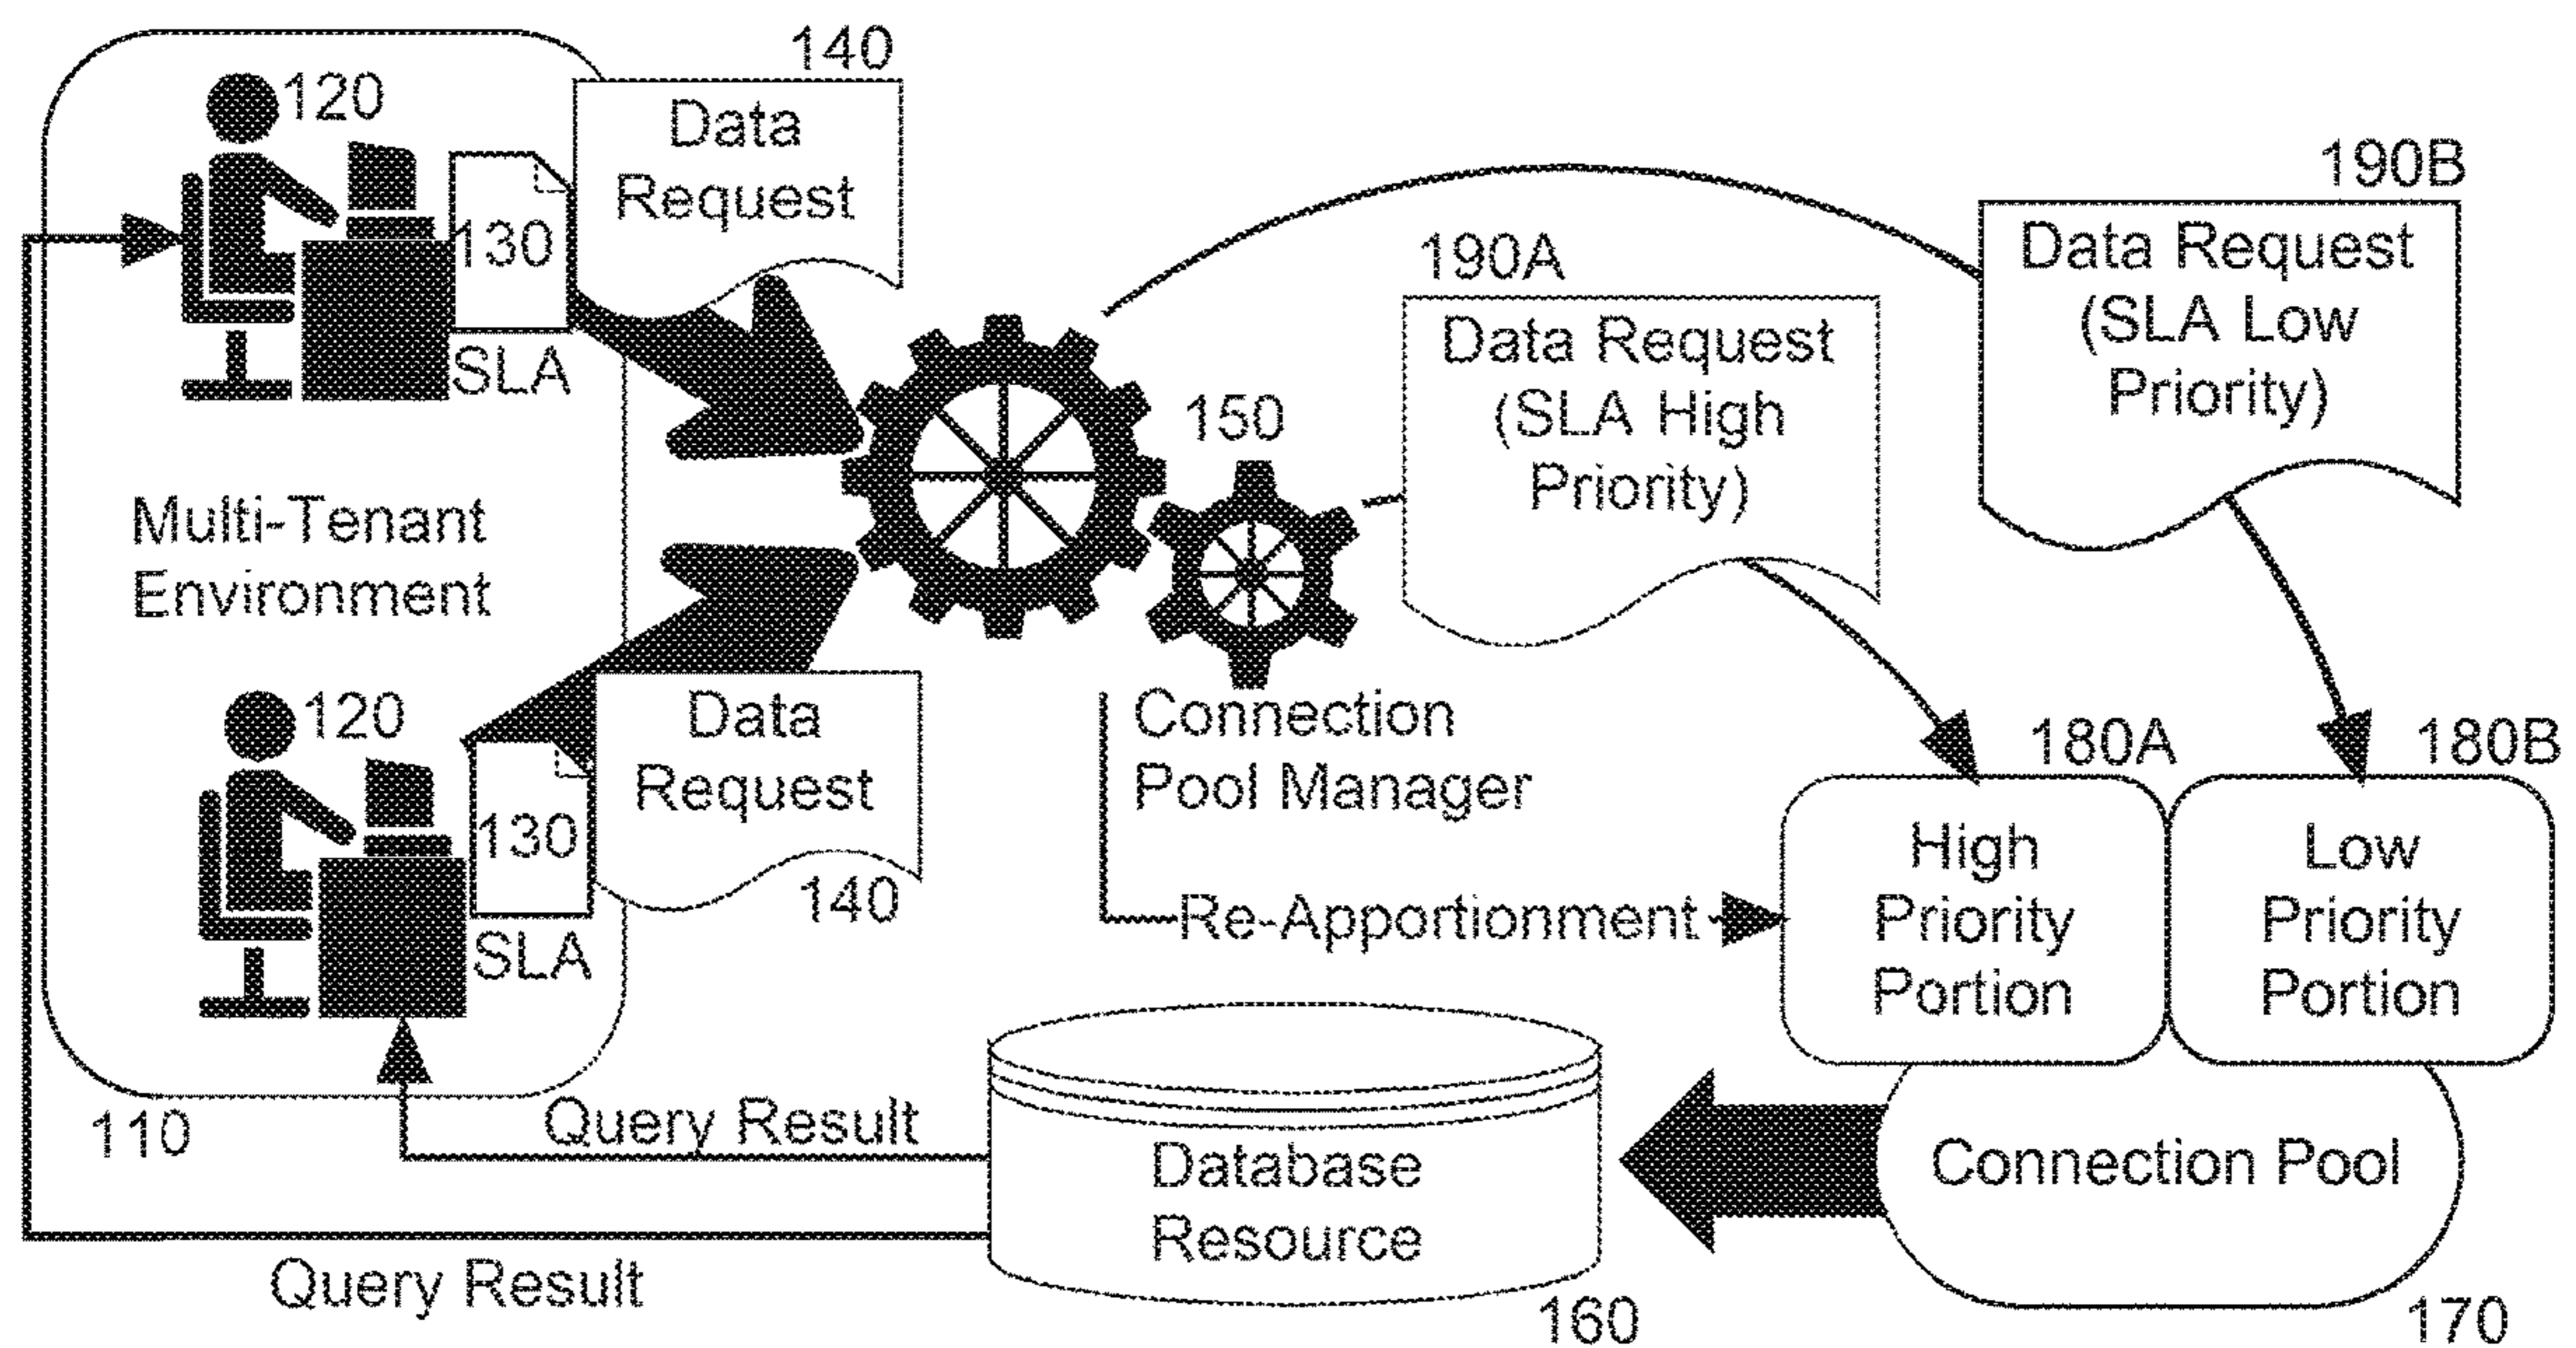 140
120
Data
Request
130
SLA
190B
Data Request
(SLA Low
Priority)
190A
Data Request
(SLA High
Priority)
150
Multi-Tenant
Environment
120
Data
Request
130
140
SLA
Connection
Pool Manager
Re-Apportionment
180A
180B
High
Priority
Portion
Low
Priority
Portion
110
Query Result
Query Result
Database
Resource
160
Connection Pool
170